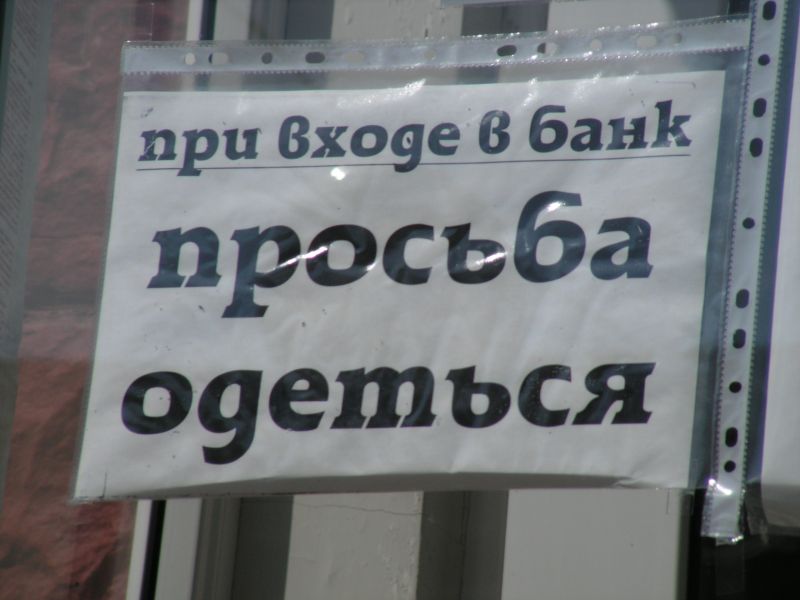 при входе в банк
просьба
одеться